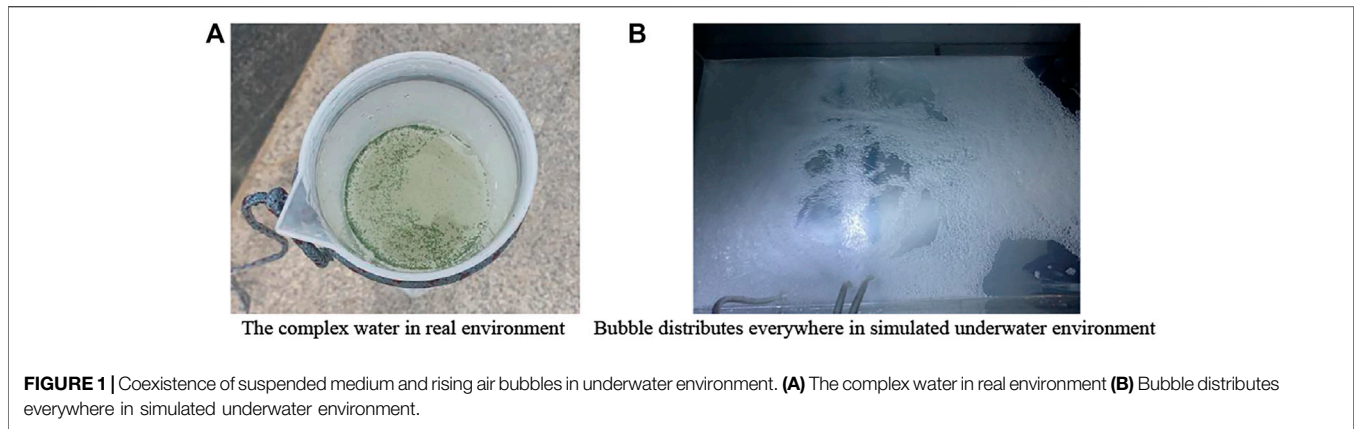 A
B
The complex water in real environment
Bubble distributes everywhere in simulated underwater environment
FIGURE 1 | Coexistence of suspended medium and rising air bubbles in underwater environment. (A) The complex water in real environment (B) Bubble distributes
everywhere in simulated underwater environment.